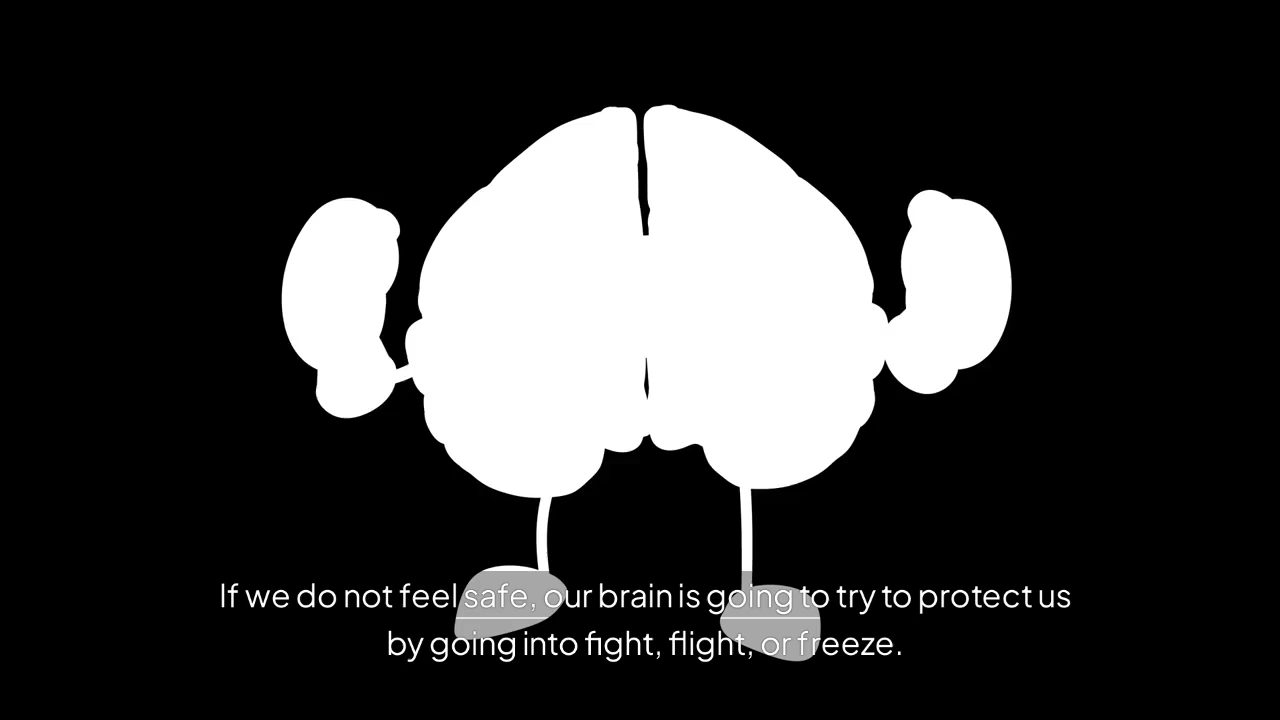 If we do not feel safe, our brain is going to try to protect us
by going into fight, flight, or freeze.